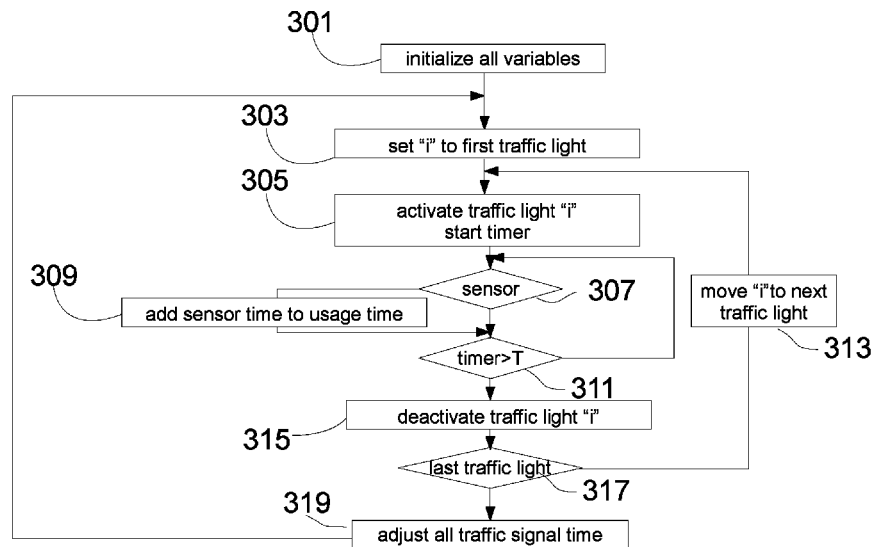 301
initialize all variables
303
set “i” to first traffic light
305
activate traffic light “i”
start timer
309
sensor
307
add sensor time to usage time
move “i”to next
traffic light
313
timer>T
311
315
deactivate traffic light “i”
last traffic light
317
319
adjust all traffic signal time